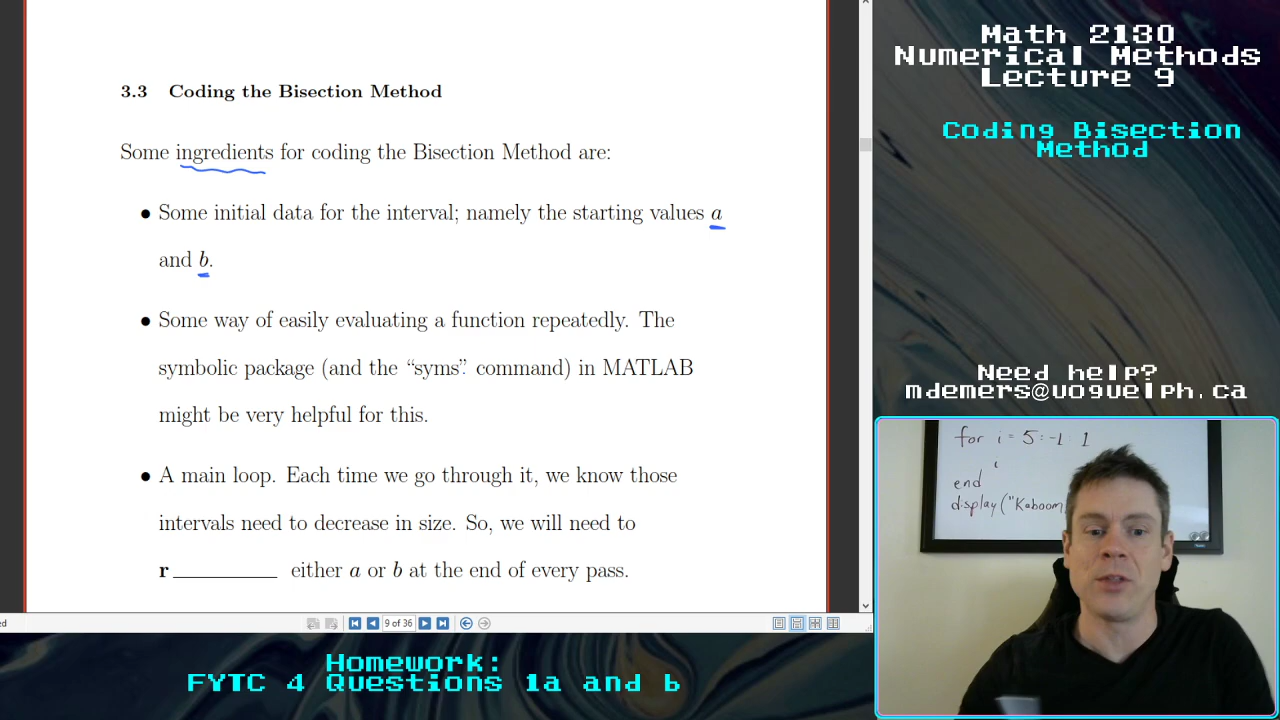 3.3 Coding the Bisection Method
Some ingredients for coding the Bisection Method are:
• Some initial data for the interval; namely the starting values a
and b.
• Some way of easily evaluating a function repeatedly. The
symbolic package (and the “syms” command) in MATLAB
might be very helpful for this.
• A main loop. Each time we go through it, we know those
intervals need to decrease in size. So, we will need to
r__________ either a or b at the end of every pass.
9 of 36
Math 2130
Numerical Methods
Lecture 9
Coding Bisection
Method
Need help?
mdemers@uoguelph.ca
for i = 5:-1 1
i
end
display("Kaboom
Homework:
FYTC 4 Questions 1a and b